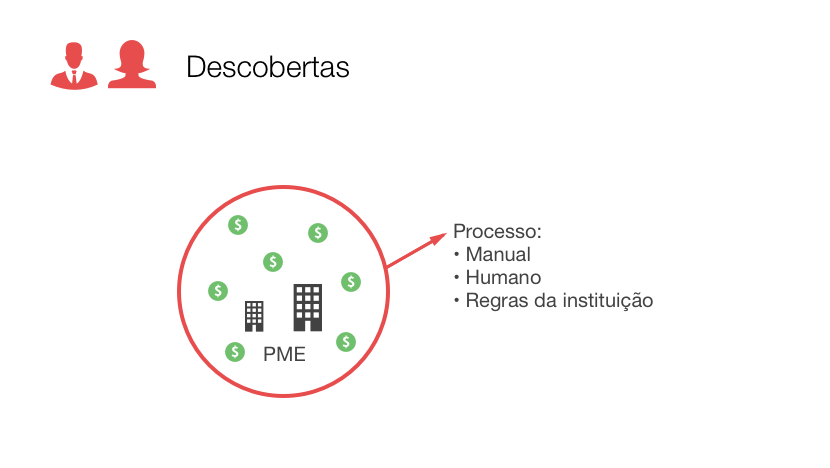 Descobertas
$ $ $ $ $ $ $
PME
Processo:
• Manual
• Humano
• Regras da instituição